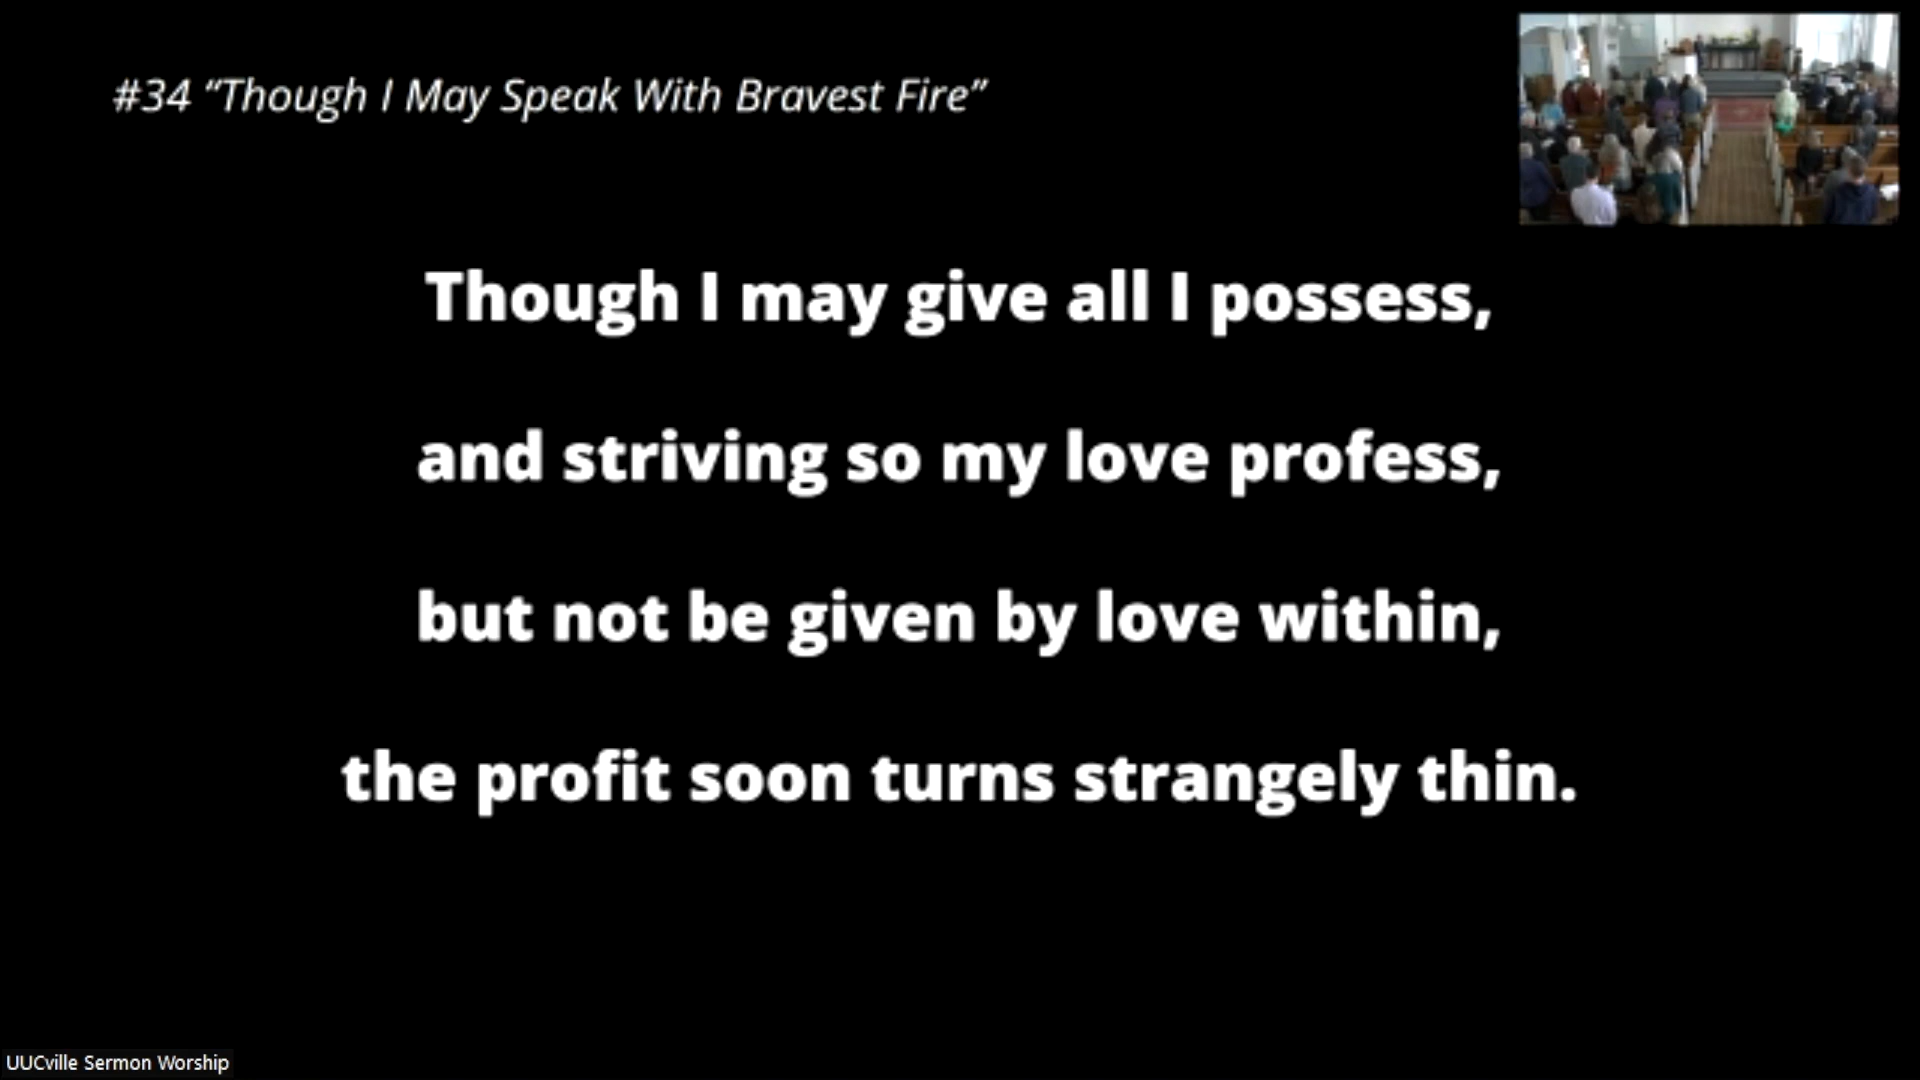 #34 “Though I May Speak With Bravest Fire”
Though I may give all I possess,
and striving so my love profess,
but not be given by love within,
the profit soon turns strangely thin.
UUCville Sermon Worship